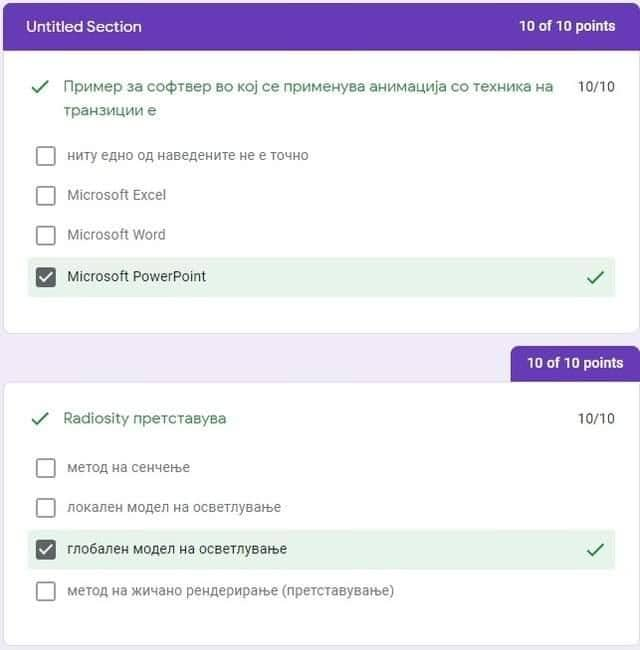 Untitled Section 10 of 10 points
Пример за софтвер во кој се применува анимација со техника на 10/10
транзиции е
ниту едно од наведените не е точно
Microsoft Excel
Microsoft Word
Microsoft PowerPoint
10 of 10 points
Radiosity претставува 10/10
метод на сенчење
локален модел на осветлување
глобален модел на осветлување
метод на жичано рендерирање (претставување)